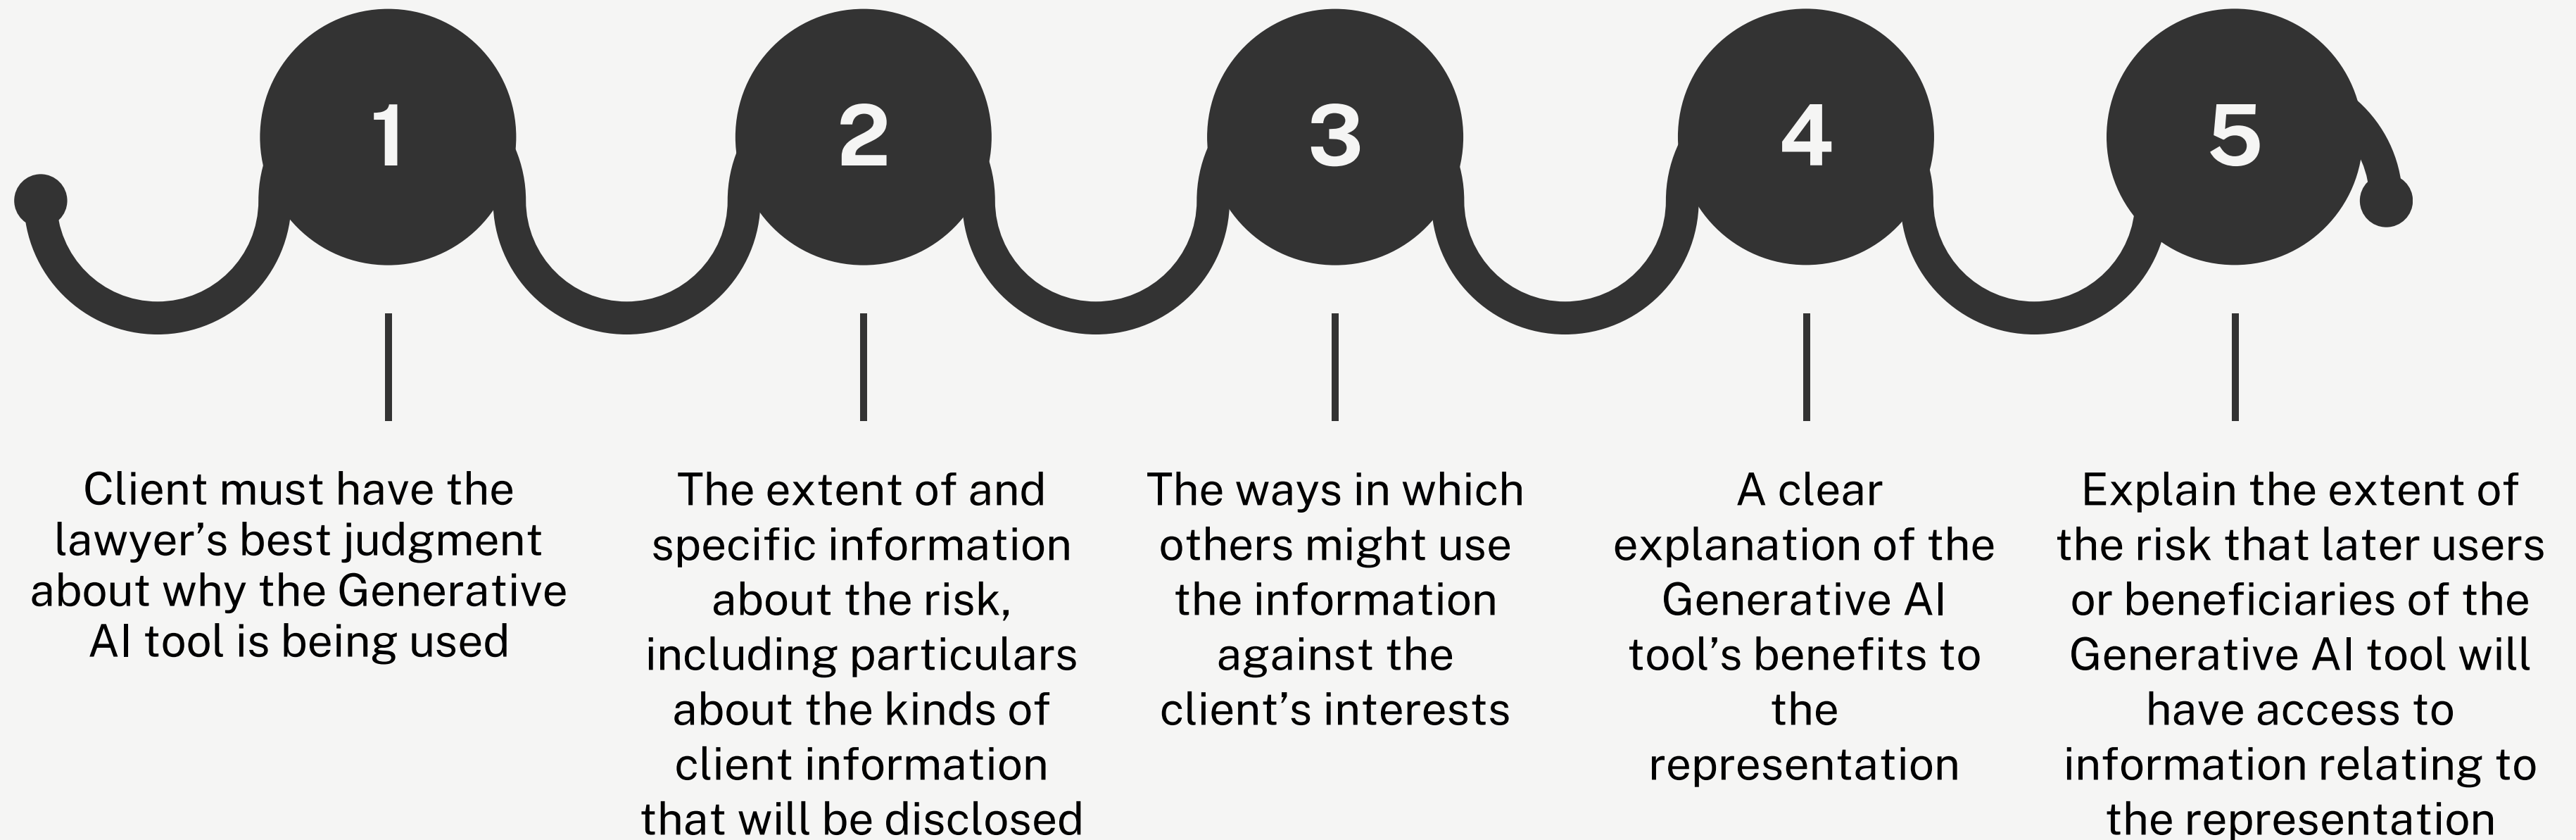 1
Client must have the
lawyer’s best judgment
about why the Generative
AI tool is being used
2
The extent of and
specific information
about the risk,
including particulars
about the kinds of
client information
that will be disclosed
3
The ways in which
others might use
the information
against the
client’s interests
4
A clear
explanation of the
Generative AI
tool’s benefits to
the
representation
5
Explain the extent of
the risk that later users
or beneficiaries of the
Generative AI tool will
have access to
information relating to
the representation